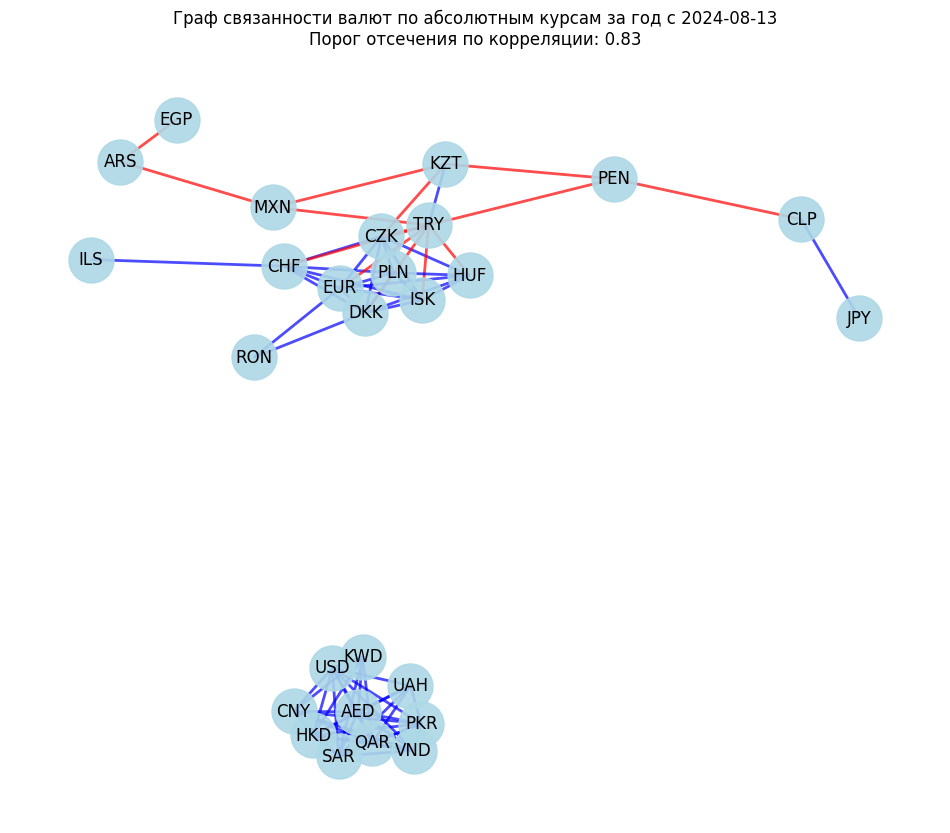 Граф связанности валют по абсолютным курсам за год с 2024-08-13
Порог отсечения по корреляции: 0.83
EGP
ARS
KZT
PEN
MXN
CLP
TRY
CZK
ILS
CHF
PLN
HUF
EUR
ISK
DKK
JPY
RON
KWD
USD
UAH
CNY
AED
PKR
HKD
QAR
VND
SAR